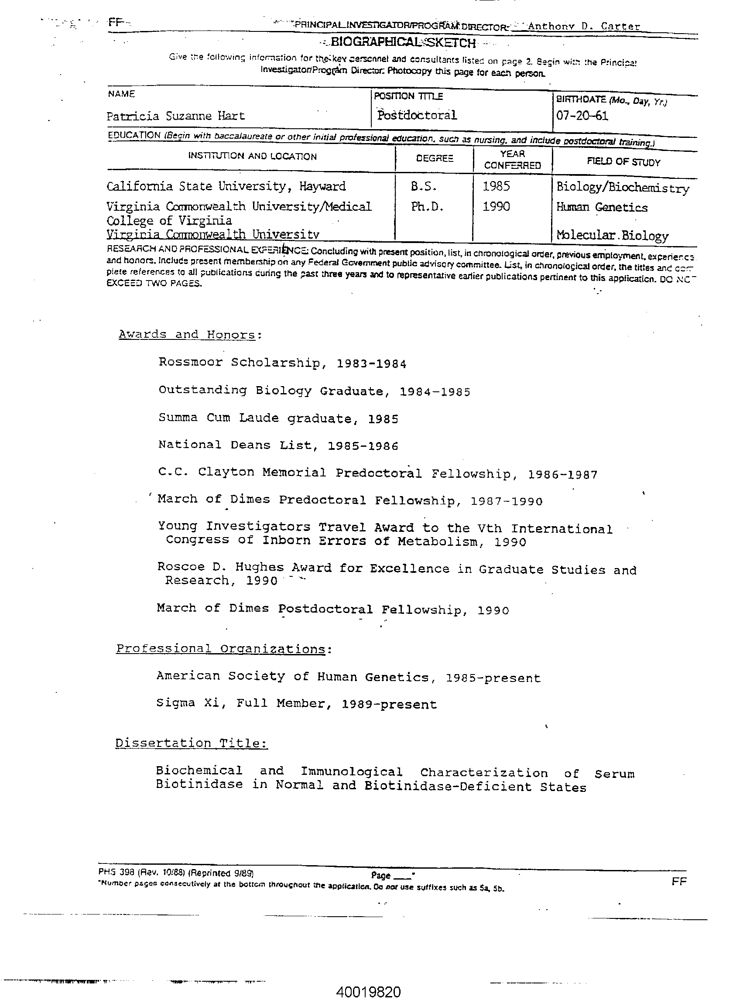 FF
PRINCIPAL INVESTIGATOR/PROGRAM DIRECTOR: Anthony D. Carter
BIOGRAPHICAL SKETCH
Give the following information for the key personnel and consultants listed on page 2. Begin with the Principal
Investigator/Program Director. Photocopy this page for each person.
NAME
POSITION TITLE
BIRTHDATE (Mo., Day, Yr.)
Patricia Suzanne Hart
Postdoctoral
07-20-61
EDUCATION (Begin with baccalaureate or other initial professional education, such as nursing, and include postdoctoral training.)
INSTITUTION AND LOCATION
DEGREE
YEAR CONFERRED
FIELD OF STUDY
California State University, Hayward
B.S.
1985
Biology/Biochemistry
Virginia Commonwealth University/Medical
Ph.D.
1990
Human Genetics
College of Virginia
Virginia Commonwealth University
Molecular Biology
RESEARCH AND PROFESSIONAL EXPERIENCE: Concluding with present position, list, in chronological order, previous employment, experience
and honors. Include present membership on any Federal Government public advisory committee. List, in chronological order, the titles and com-
plete references to all publications during the past three years and to representative earlier publications pertinent to this application. DO NOT
EXCEED TWO PAGES.
Awards and Honors:
Rossmoor Scholarship, 1983-1984
Outstanding Biology Graduate, 1984-1985
Summa Cum Laude graduate, 1985
National Deans List, 1985-1986
C.C. Clayton Memorial Predoctoral Fellowship, 1986-1987
March of Dimes Predoctoral Fellowship, 1987-1990
Young Investigators Travel Award to the Vth International
Congress of Inborn Errors of Metabolism, 1990
Roscoe D. Hughes Award for Excellence in Graduate Studies and
Research, 1990
March of Dimes Postdoctoral Fellowship, 1990
Professional Organizations:
American Society of Human Genetics, 1985-present
Sigma Xi, Full Member, 1989-present
Dissertation Title:
Biochemical and Immunological Characterization of Serum
Biotinidase in Normal and Biotinidase-Deficient States
PHS 398 (Rev. 10/88) (Reprinted 9/89)
Page ___*
*Number pages consecutively at the bottom throughout the application. Do not use suffixes such as 5a, 5b.
FF
40019820